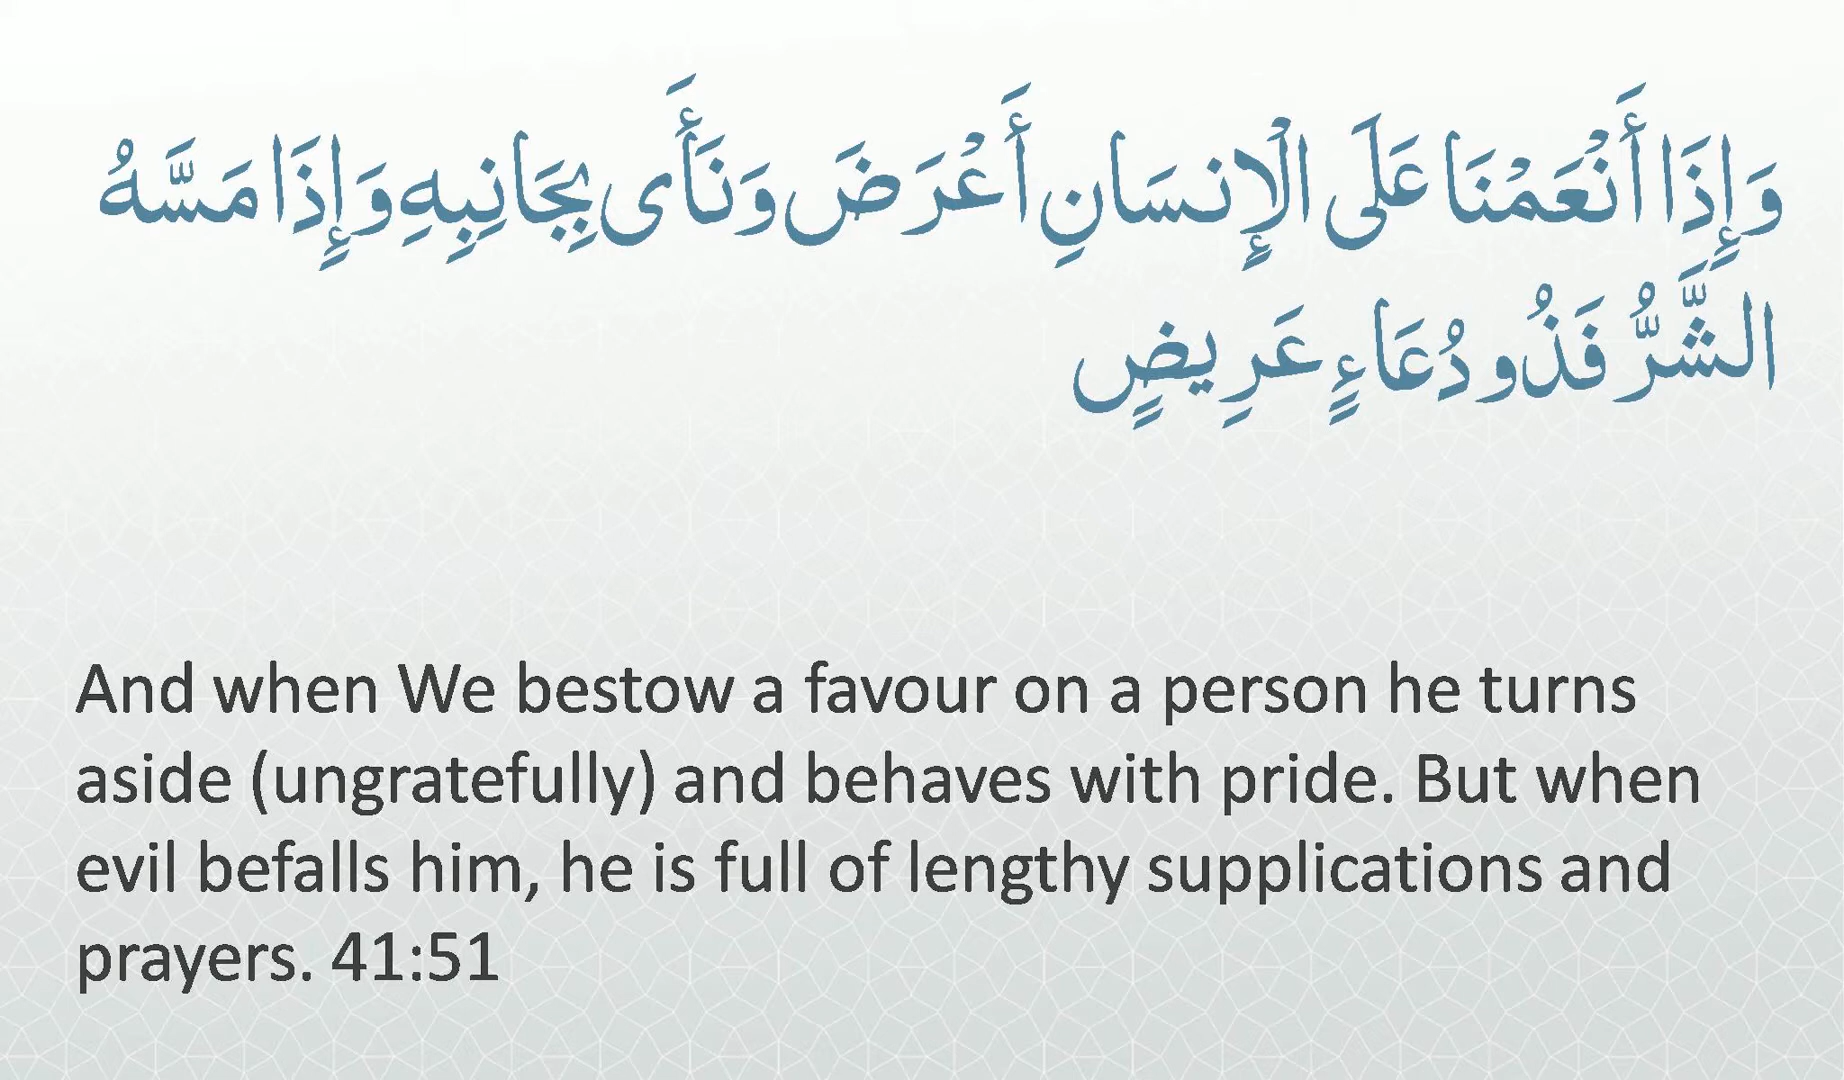 وَإِذَا أَنْعَمْنَا عَلَى الْإِنسَانِ أَعْرَضَ وَنَأَى بِجَانِبِهِ وَإِذَا مَسَّهُ
الشَّرُّ فَذُو دُعَاءٍ عَرِيضٍ
And when We bestow a favour on a person he turns
aside (ungratefully) and behaves with pride. But when
evil befalls him, he is full of lengthy supplications and
prayers. 41:51